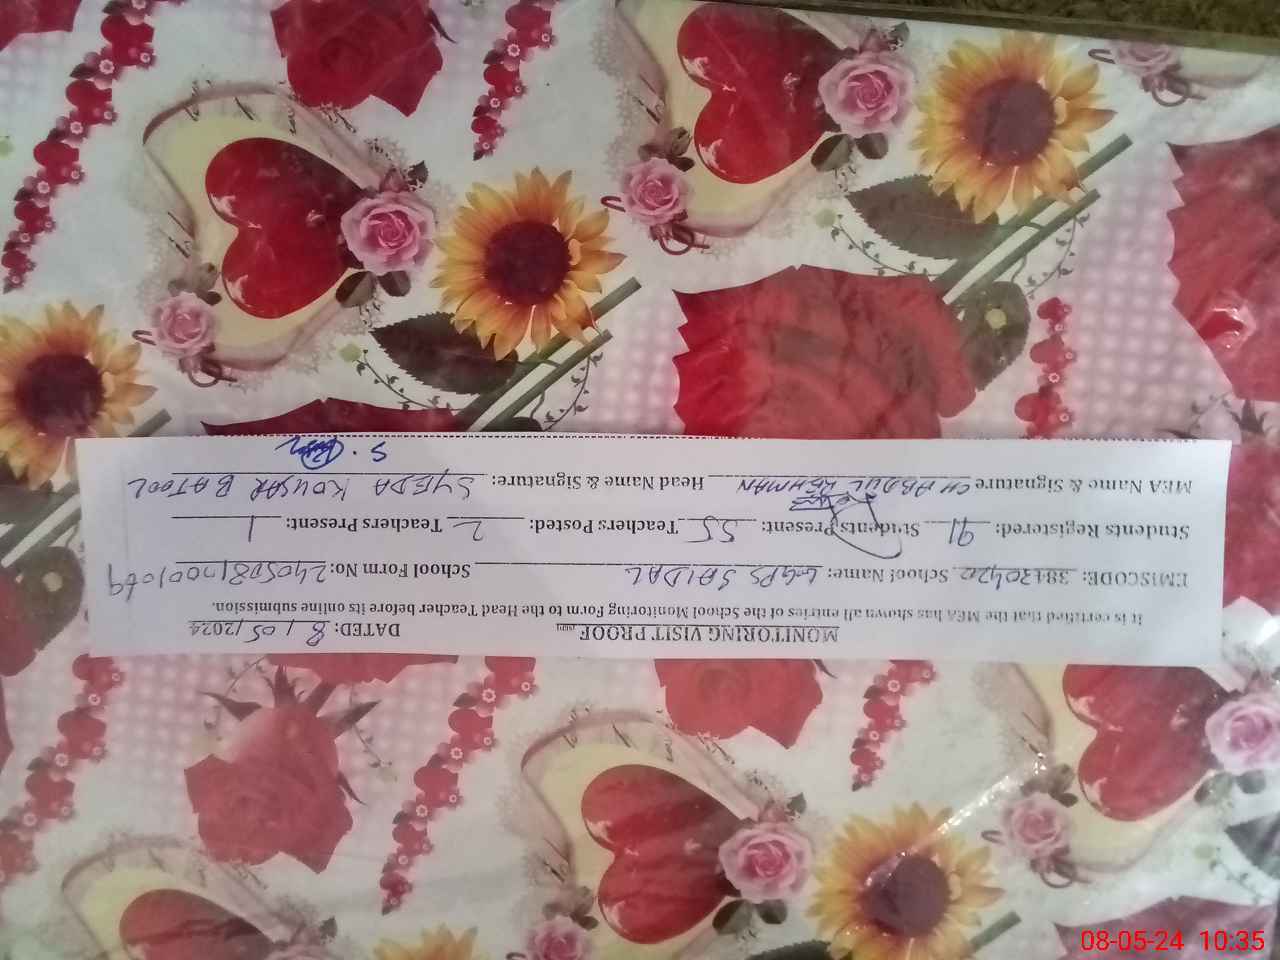 MONITORING VISIT PROOF DATED: 8/05/2024
It is certified that the MEA has shown all entries of the School Monitoring Form to the Head Teacher before its online submission.
EMISCODE: 38430420 School Name: GGPS SAIDAL School Form No: 24050817001069
Students Registered: 91 Students Present: 55 Teachers Posted: 2 Teachers Present: 1
MEA Name & Signature CH ABDUL REHMAN Head Name & Signature: SYEDA KOUSAR BATOOL
08-05-24 10:35